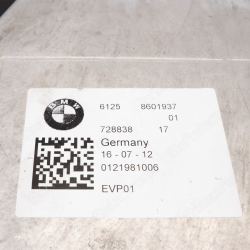 BMW
6125 8601937
01
728838 17
Germany
16 - 07 - 12
0121981006
EVP01